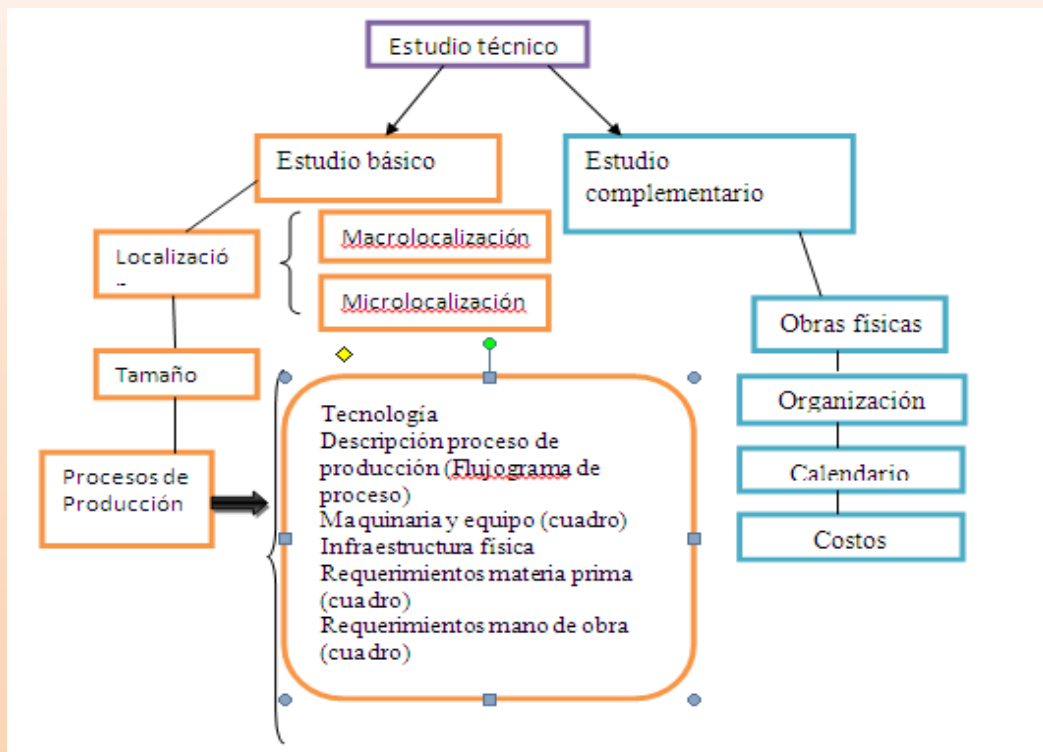 Estudio técnico
Estudio básico
Estudio
complementario
Localizació
Macrolocalización
Microlocalización
Tamaño
Procesos de
Producción
Tecnología
Descripción proceso de
producción (Flujograma de
proceso)
Maquinaria y equipo (cuadro)
Infraestructura física
Requerimientos materia prima
(cuadro)
Requerimientos mano de obra
(cuadro)
Obras físicas
Organización
Calendario
Costos